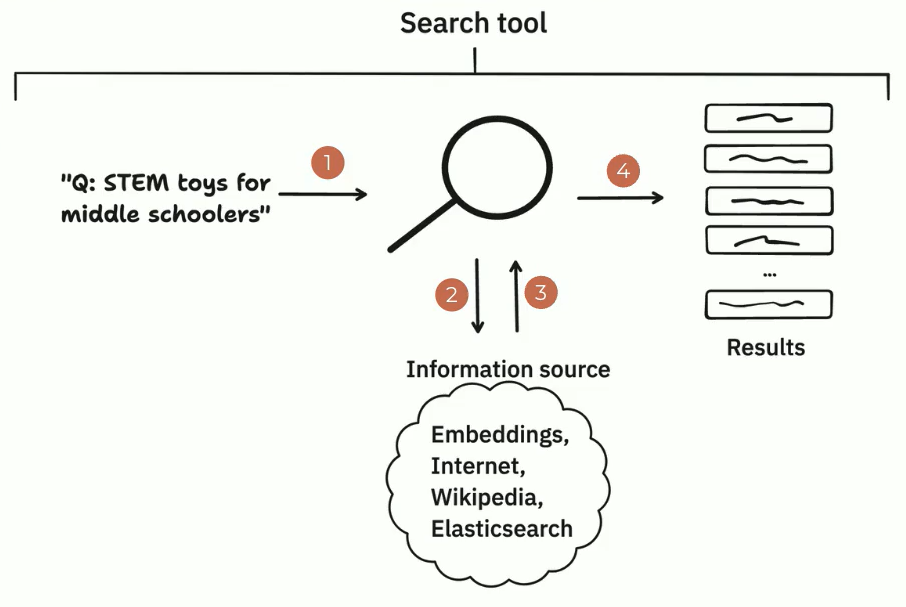 Search tool
1
4
"Q: STEM toys for
middle schoolers"
2
3
...
Results
Information source
Embeddings,
Internet,
Wikipedia,
Elasticsearch